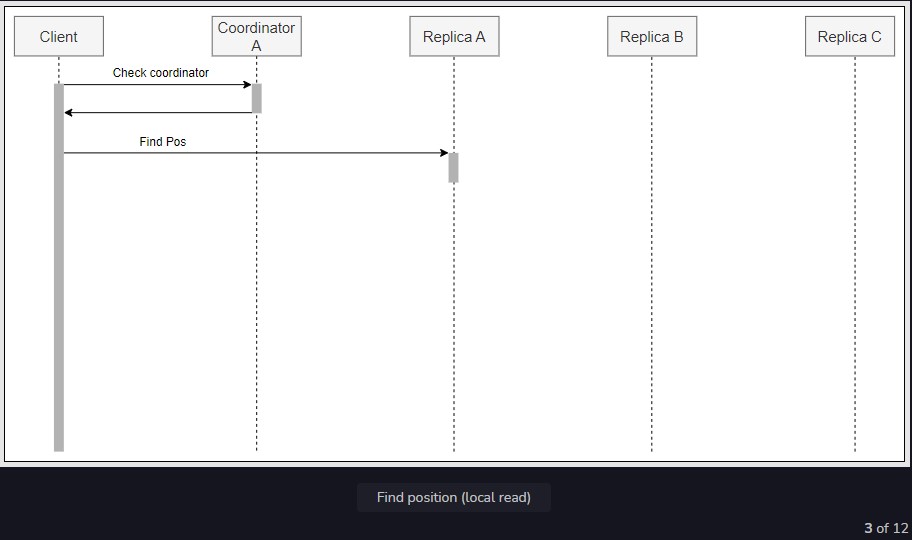 Client
Coordinator
A
Replica A
Replica B
Replica C
Check coordinator
Find Pos
Find position (local read)
3 of 12